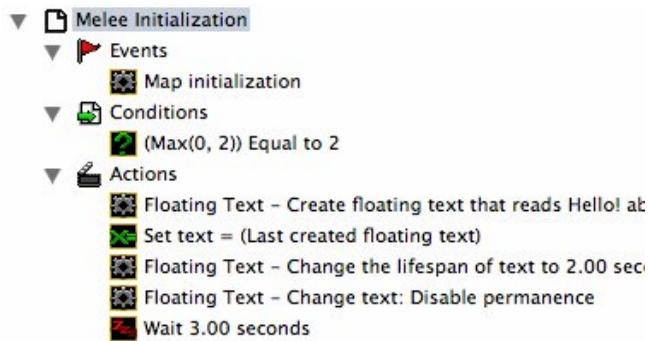 Melee Initialization
Events
Map initialization
Conditions
(Max(0, 2)) Equal to 2
Actions
Floating Text - Create floating text that reads Hello!
Set text = (Last created floating text)
Floating Text - Change the lifespan of text to 2.00
Floating Text - Change text: Disable permanence
Wait 3.00 seconds